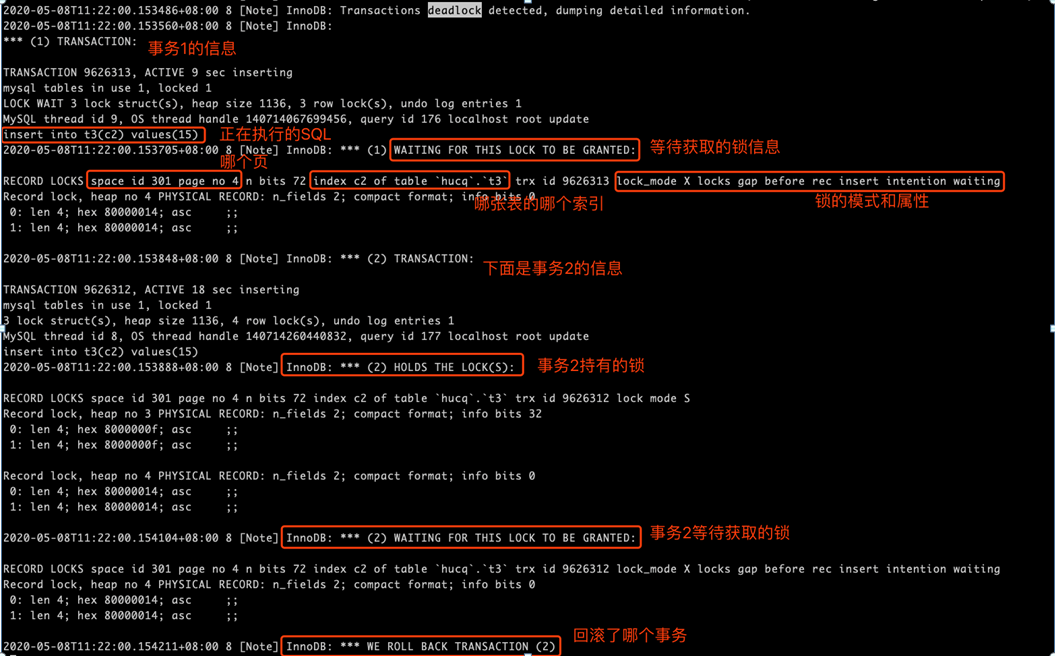 2020-05-08T11:22:00.153486+08:00 8 [Note] InnoDB: Transactions deadlock detected, dumping detailed information.
2020-05-08T11:22:00.153560+08:00 8 [Note] InnoDB:
*** (1) TRANSACTION:
事务1的信息
TRANSACTION 9626313, ACTIVE 9 sec inserting
mysql tables in use 1, locked 1
LOCK WAIT 3 lock struct(s), heap size 1136, 3 row lock(s), undo log entries 1
MySQL thread id 9, OS thread handle 140714067699456, query id 176 localhost root update
insert into t3(c2) values(15)
正在执行的SQL
2020-05-08T11:22:00.153705+08:00 8 [Note] InnoDB: *** (1) WAITING FOR THIS LOCK TO BE GRANTED:
等待获取的锁信息
哪个页
RECORD LOCKS space id 301 page no 4 n bits 72 index c2 of table `hucq`.`t3` trx id 9626313 lock_mode X locks gap before rec insert intention waiting
Record lock, heap no 4 PHYSICAL RECORD: n_fields 2; compact format; info bits 0
哪张表的哪个索引
锁的模式和属性
0: len 4; hex 80000014; asc     ;;
1: len 4; hex 80000014; asc     ;;
2020-05-08T11:22:00.153848+08:00 8 [Note] InnoDB: *** (2) TRANSACTION:
下面是事务2的信息
TRANSACTION 9626312, ACTIVE 18 sec inserting
mysql tables in use 1, locked 1
3 lock struct(s), heap size 1136, 4 row lock(s), undo log entries 1
MySQL thread id 8, OS thread handle 140714260440832, query id 177 localhost root update
insert into t3(c2) values(15)
2020-05-08T11:22:00.153888+08:00 8 [Note] InnoDB: *** (2) HOLDS THE LOCK(S):
事务2持有的锁
RECORD LOCKS space id 301 page no 4 n bits 72 index c2 of table `hucq`.`t3` trx id 9626312 lock mode S
Record lock, heap no 3 PHYSICAL RECORD: n_fields 2; compact format; info bits 32
0: len 4; hex 8000000f; asc     ;;
1: len 4; hex 8000000f; asc     ;;
Record lock, heap no 4 PHYSICAL RECORD: n_fields 2; compact format; info bits 0
0: len 4; hex 80000014; asc     ;;
1: len 4; hex 80000014; asc     ;;
2020-05-08T11:22:00.154104+08:00 8 [Note] InnoDB: *** (2) WAITING FOR THIS LOCK TO BE GRANTED:
事务2等待获取的锁
RECORD LOCKS space id 301 page no 4 n bits 72 index c2 of table `hucq`.`t3` trx id 9626312 lock_mode X locks gap before rec insert intention waiting
Record lock, heap no 4 PHYSICAL RECORD: n_fields 2; compact format; info bits 0
0: len 4; hex 80000014; asc     ;;
1: len 4; hex 80000014; asc     ;;
2020-05-08T11:22:00.154211+08:00 8 [Note] InnoDB: *** WE ROLL BACK TRANSACTION (2)
回滚了哪个事务